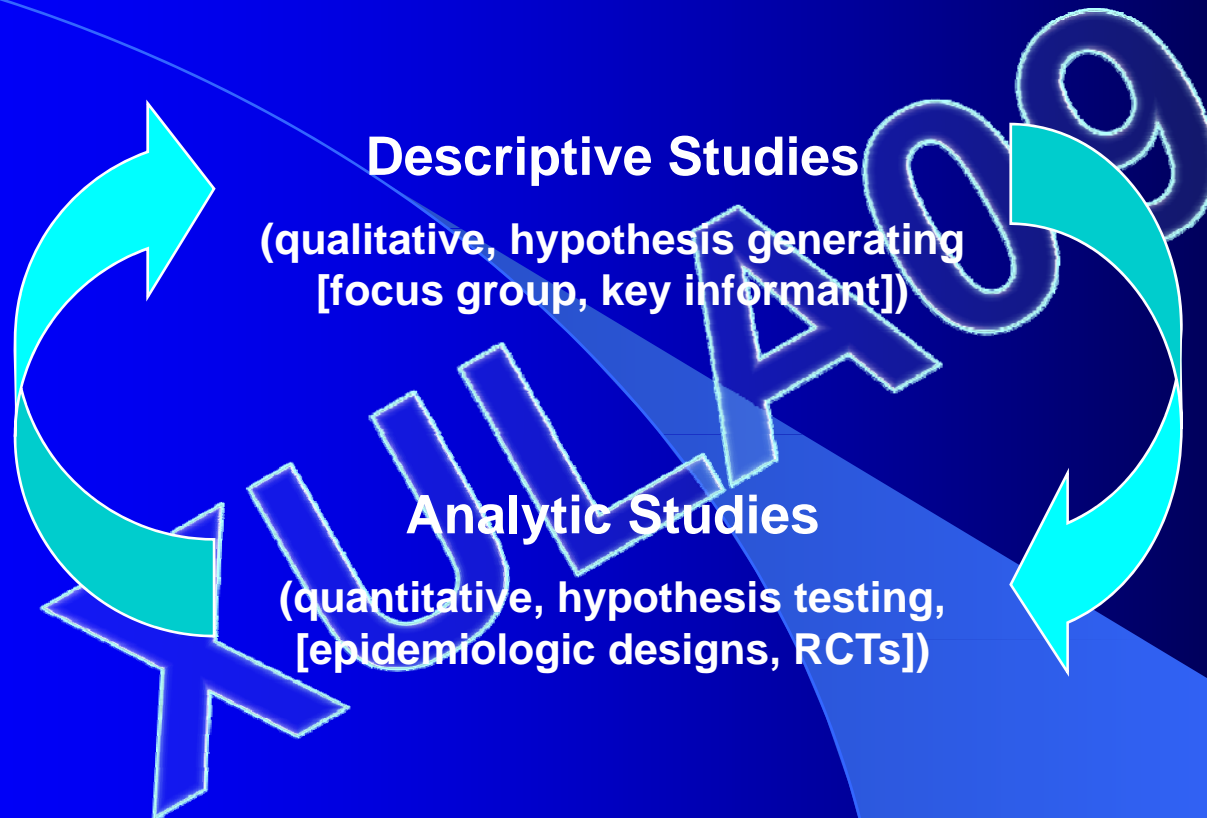 Descriptive Studies
(qualitative, hypothesis generating
[focus group, key informant])
Analytic Studies
(quantitative, hypothesis testing,
[epidemiologic designs, RCTs])
XULA09